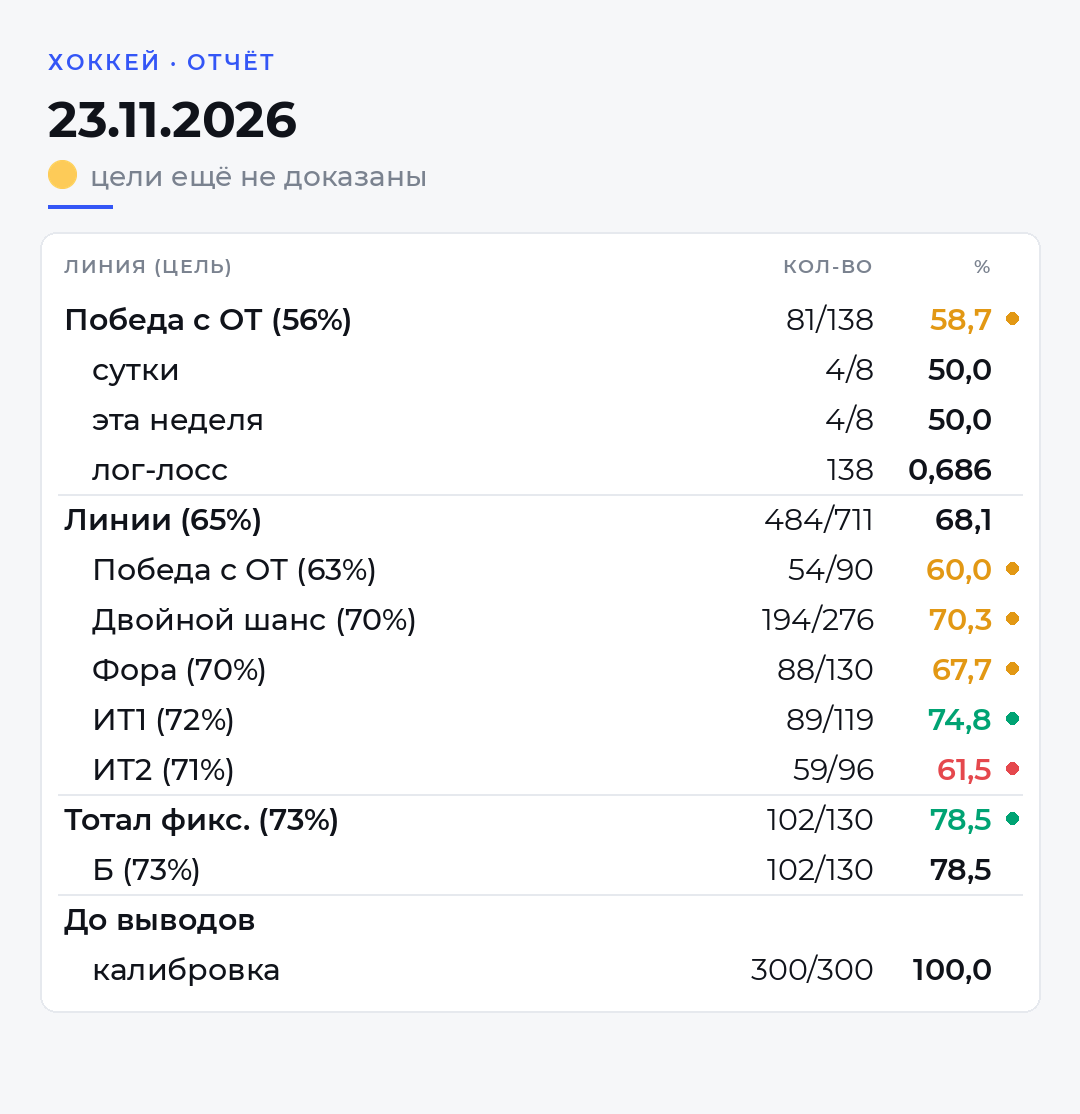 ХОККЕЙ · ОТЧЁТ
23.11.2026
цели ещё не доказаны
ЛИНИЯ (ЦЕЛЬ) КОЛ-ВО %
Победа с ОТ (56%) 81/138 58,7
сутки 4/8 50,0
эта неделя 4/8 50,0
лог-лосс 138 0,686
Линии (65%) 484/711 68,1
Победа с ОТ (63%) 54/90 60,0
Двойной шанс (70%) 194/276 70,3
Фора (70%) 88/130 67,7
ИТ1 (72%) 89/119 74,8
ИТ2 (71%) 59/96 61,5
Тотал фикс. (73%) 102/130 78,5
Б (73%) 102/130 78,5
До выводов
калибровка 300/300 100,0